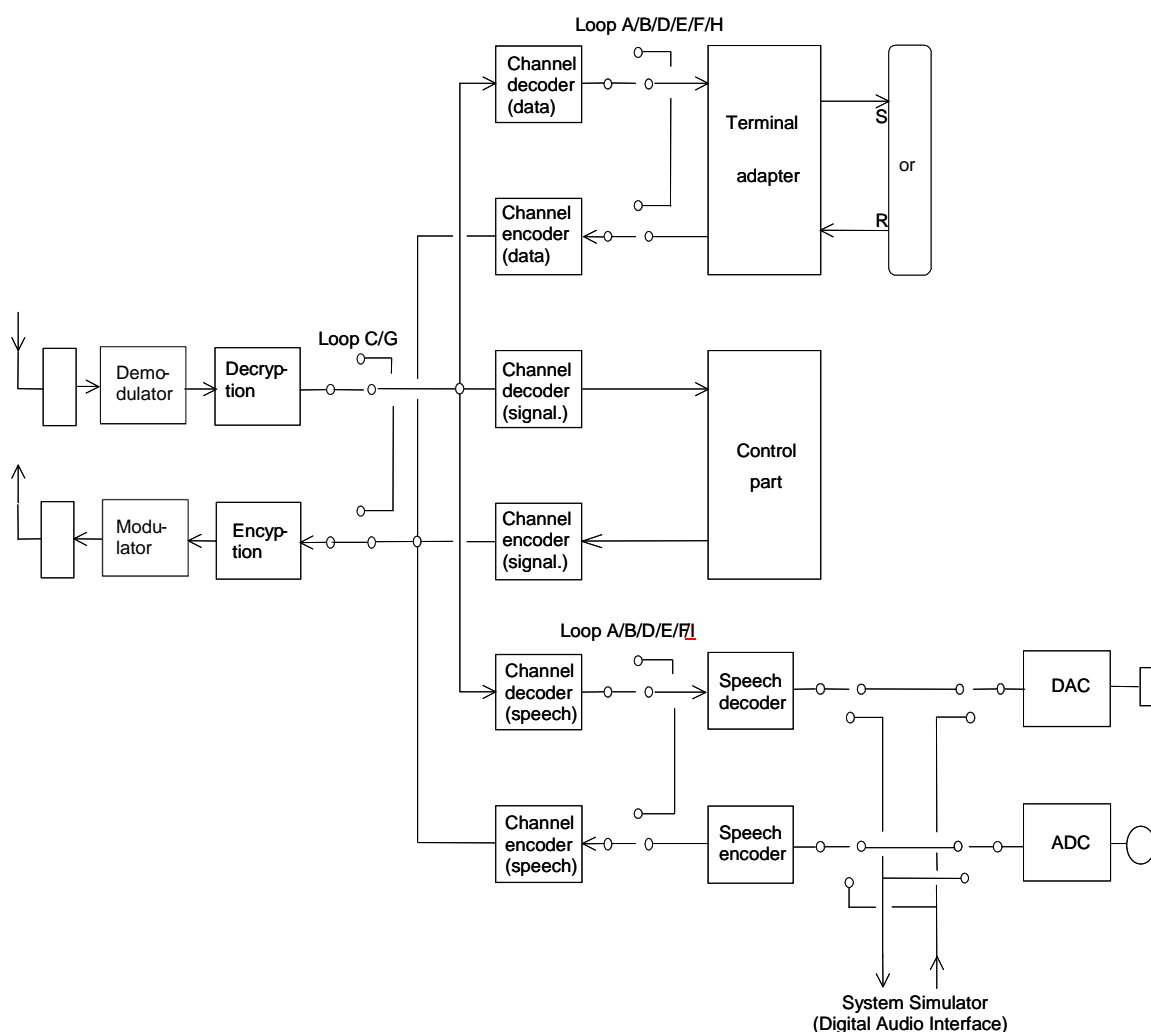 Loop A/B/D/E/F/H
Channel
decoder
(data)
Terminal
adapter
S
or
R
Channel
encoder
(data)
Loop C/G
Demo-
dulator
Decryp-
tion
Channel
decoder
(signal.)
Control
part
Modu-
lator
Encyp-
tion
Channel
encoder
(signal.)
Loop A/B/D/E/F/I
Channel
decoder
(speech)
Speech
decoder
DAC
Channel
encoder
(speech)
Speech
encoder
ADC
System Simulator
(Digital Audio Interface)